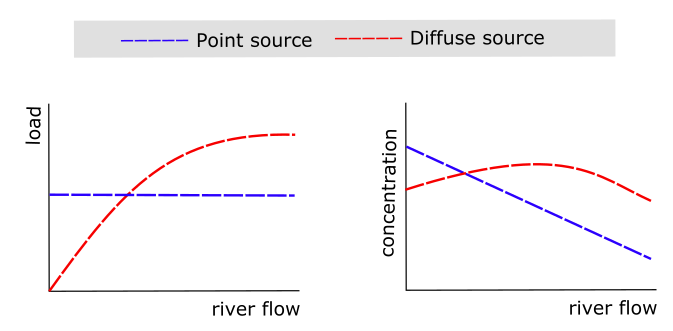 Point source
Diffuse source
load
river flow
concentration
river flow